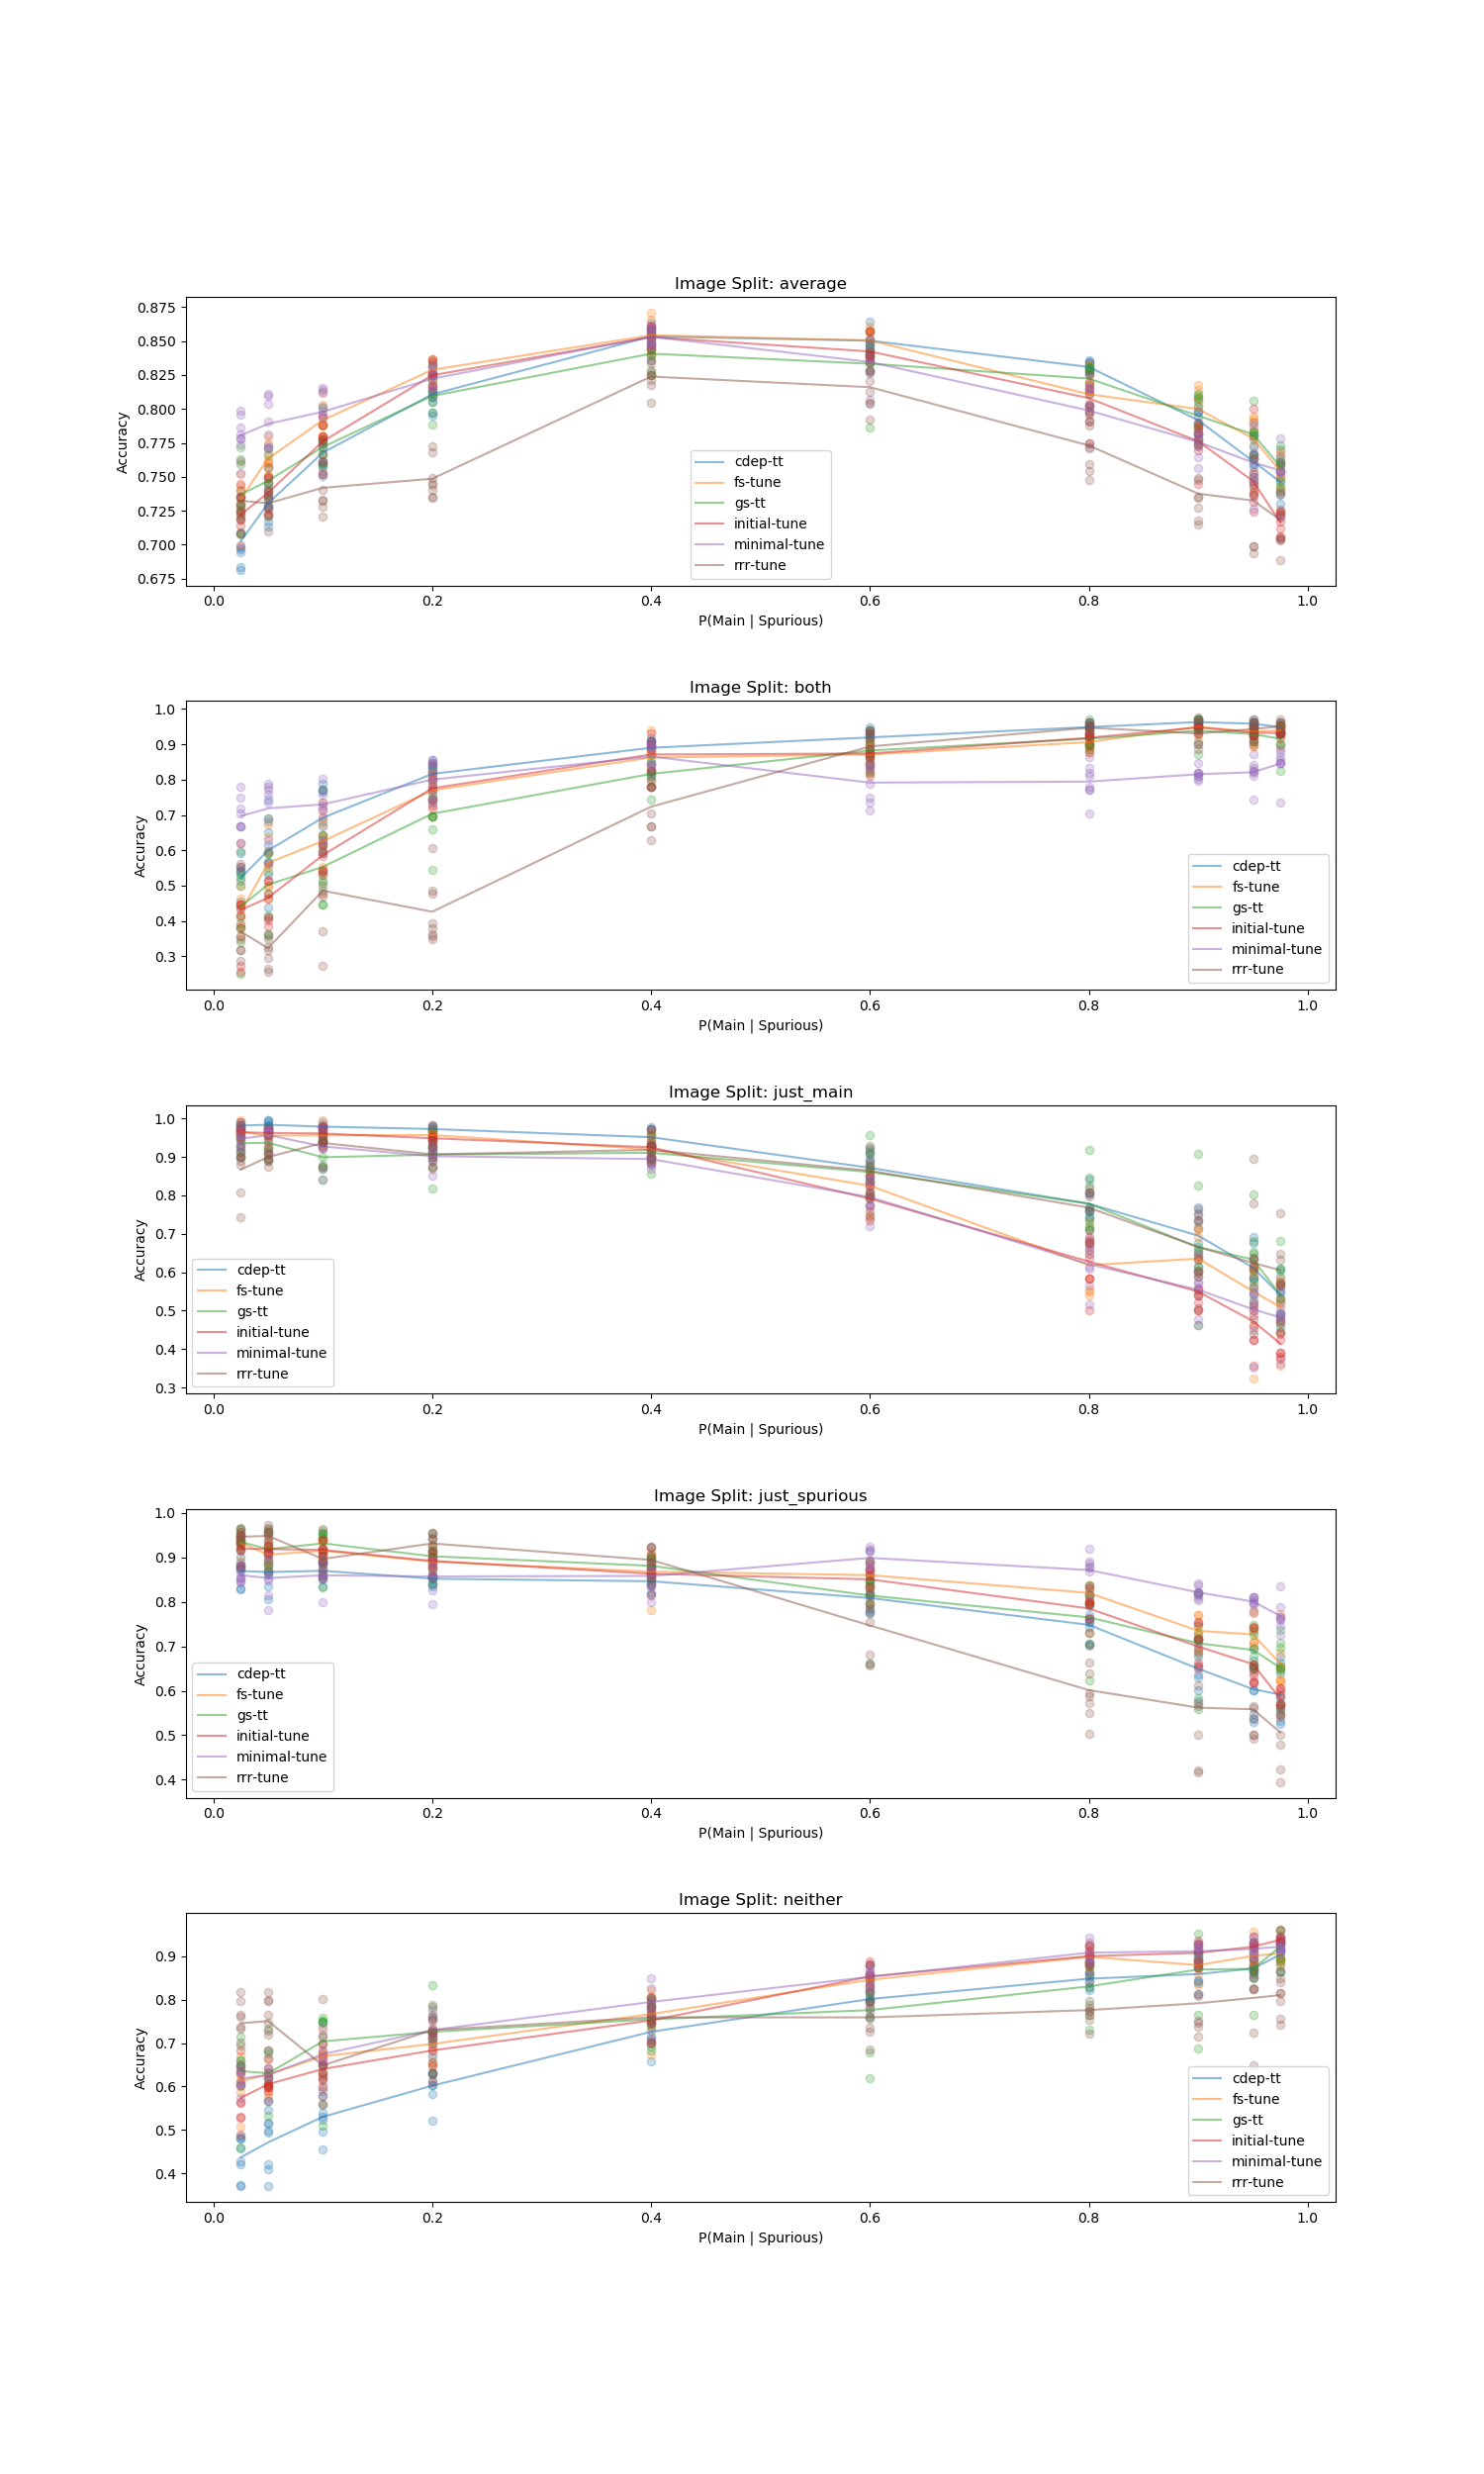 Image Split: average
0.875
0.850
0.825
0.800
0.775
0.750
0.725
0.700
0.675
Accuracy
cdep-tt
fs-tune
gs-tt
initial-tune
minimal-tune
rrr-tune
0.0 0.2 0.4 0.6 0.8 1.0
P(Main | Spurious)
Image Split: both
1.0
0.9
0.8
0.7
0.6
0.5
0.4
0.3
Accuracy
cdep-tt
fs-tune
gs-tt
initial-tune
minimal-tune
rrr-tune
0.0 0.2 0.4 0.6 0.8 1.0
P(Main | Spurious)
Image Split: just_main
1.0
0.9
0.8
0.7
0.6
0.5
0.4
0.3
Accuracy
cdep-tt
fs-tune
gs-tt
initial-tune
minimal-tune
rrr-tune
0.0 0.2 0.4 0.6 0.8 1.0
P(Main | Spurious)
Image Split: just_spurious
1.0
0.9
0.8
0.7
0.6
0.5
0.4
Accuracy
cdep-tt
fs-tune
gs-tt
initial-tune
minimal-tune
rrr-tune
0.0 0.2 0.4 0.6 0.8 1.0
P(Main | Spurious)
Image Split: neither
0.9
0.8
0.7
0.6
0.5
0.4
Accuracy
cdep-tt
fs-tune
gs-tt
initial-tune
minimal-tune
rrr-tune
0.0 0.2 0.4 0.6 0.8 1.0
P(Main | Spurious)